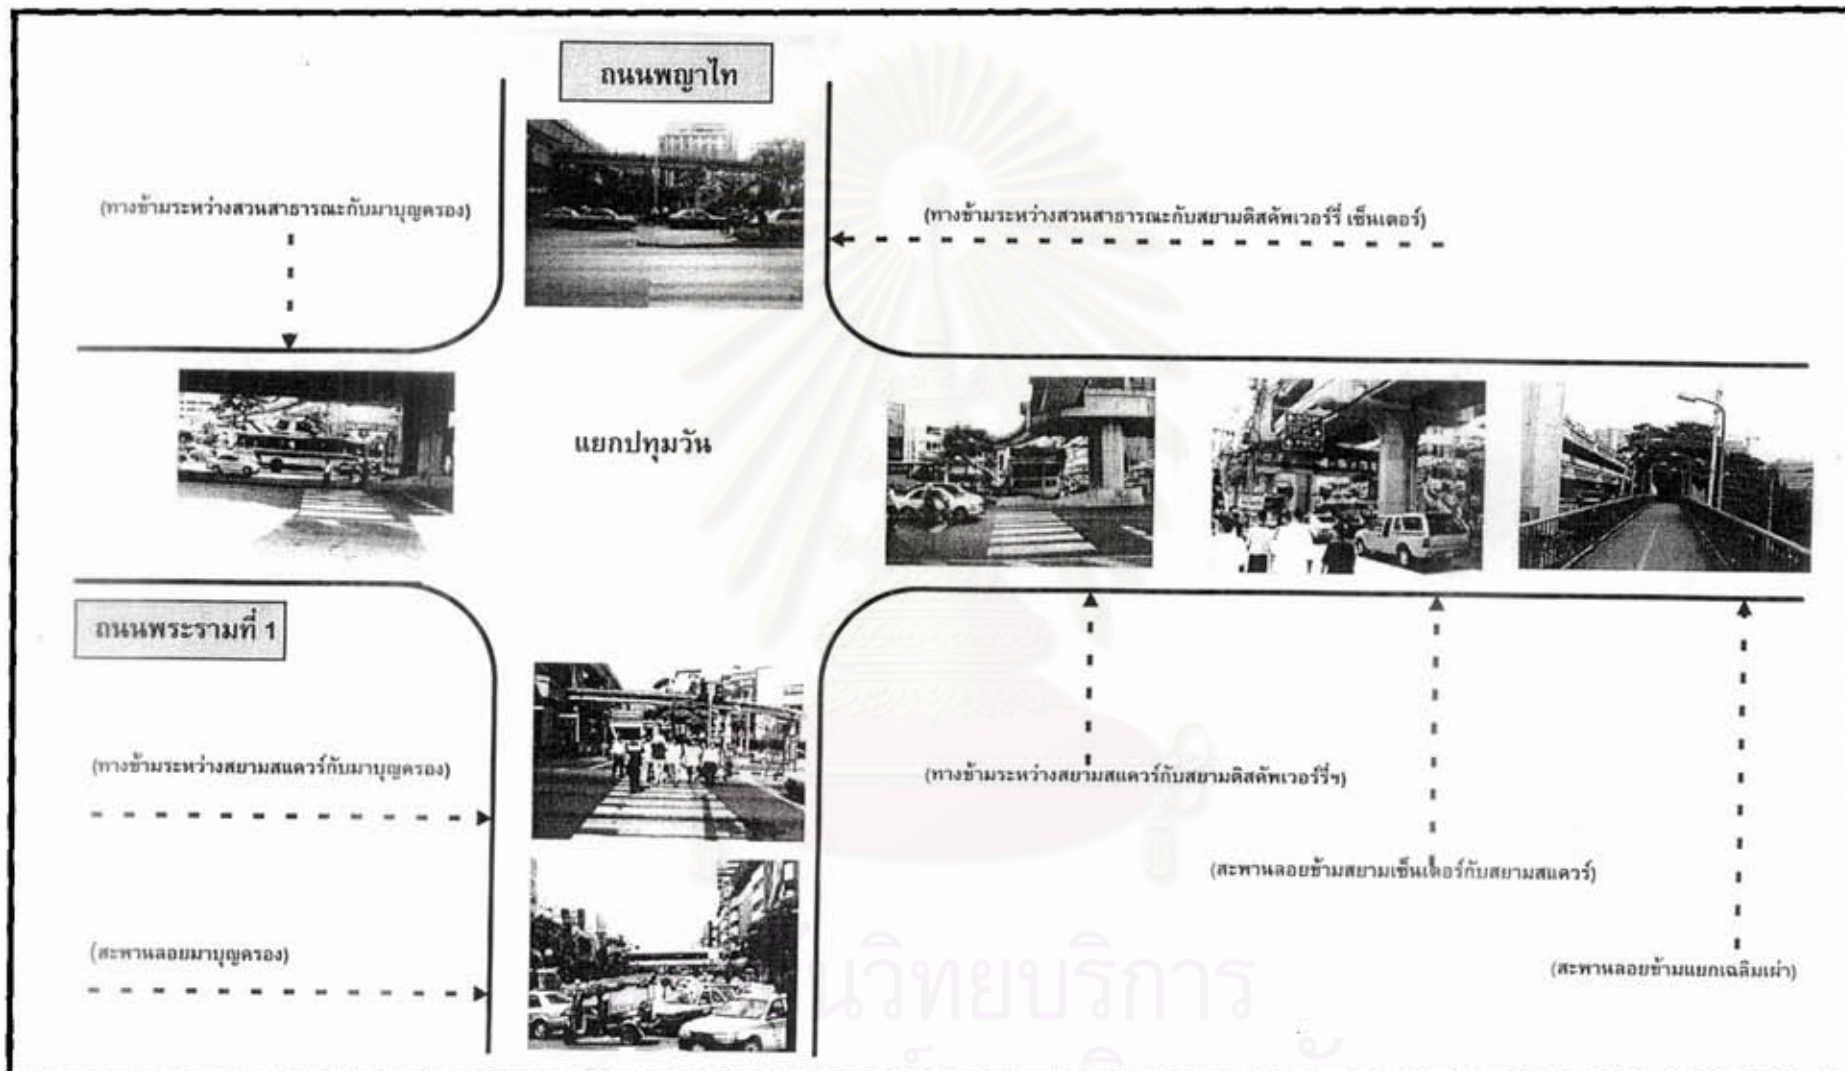 ถนนพญาไท
(ทางข้ามระหว่างสวนสาธารณะกับมาบุญครอง)
(ทางข้ามระหว่างสวนสาธารณะกับสยามดิสคัพเวอร์รี่ เซ็นเตอร์)
แยกปทุมวัน
ถนนพระรามที่ 1
(ทางข้ามระหว่างสยามสแควร์กับมาบุญครอง)
(ทางข้ามระหว่างสยามสแควร์กับสยามดิสคัพเวอร์รี่ฯ)
(สะพานลอยข้ามสยามเซ็นเตอร์กับสยามสแควร์)
(สะพานลอยมาบุญครอง)
(สะพานลอยข้ามแยกเฉลิมเผ่า)
วิทยบริการ